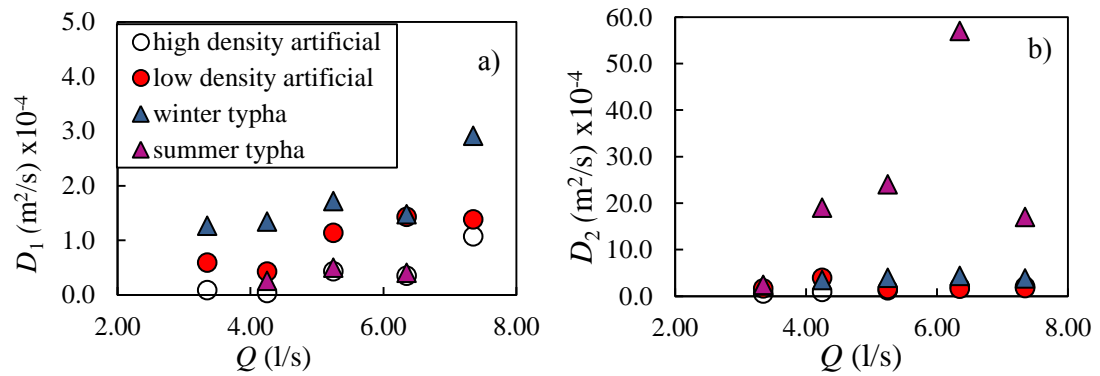 5.0
4.0
3.0
2.0
1.0
0.0
D₁ (m²/s) x10⁻⁴
high density artificial
low density artificial
winter typha
summer typha
a)
2.00 4.00 6.00 8.00
Q (l/s)
60.0
50.0
40.0
30.0
20.0
10.0
0.0
D₂ (m²/s) x10⁻⁴
b)
2.00 4.00 6.00 8.00
Q (l/s)